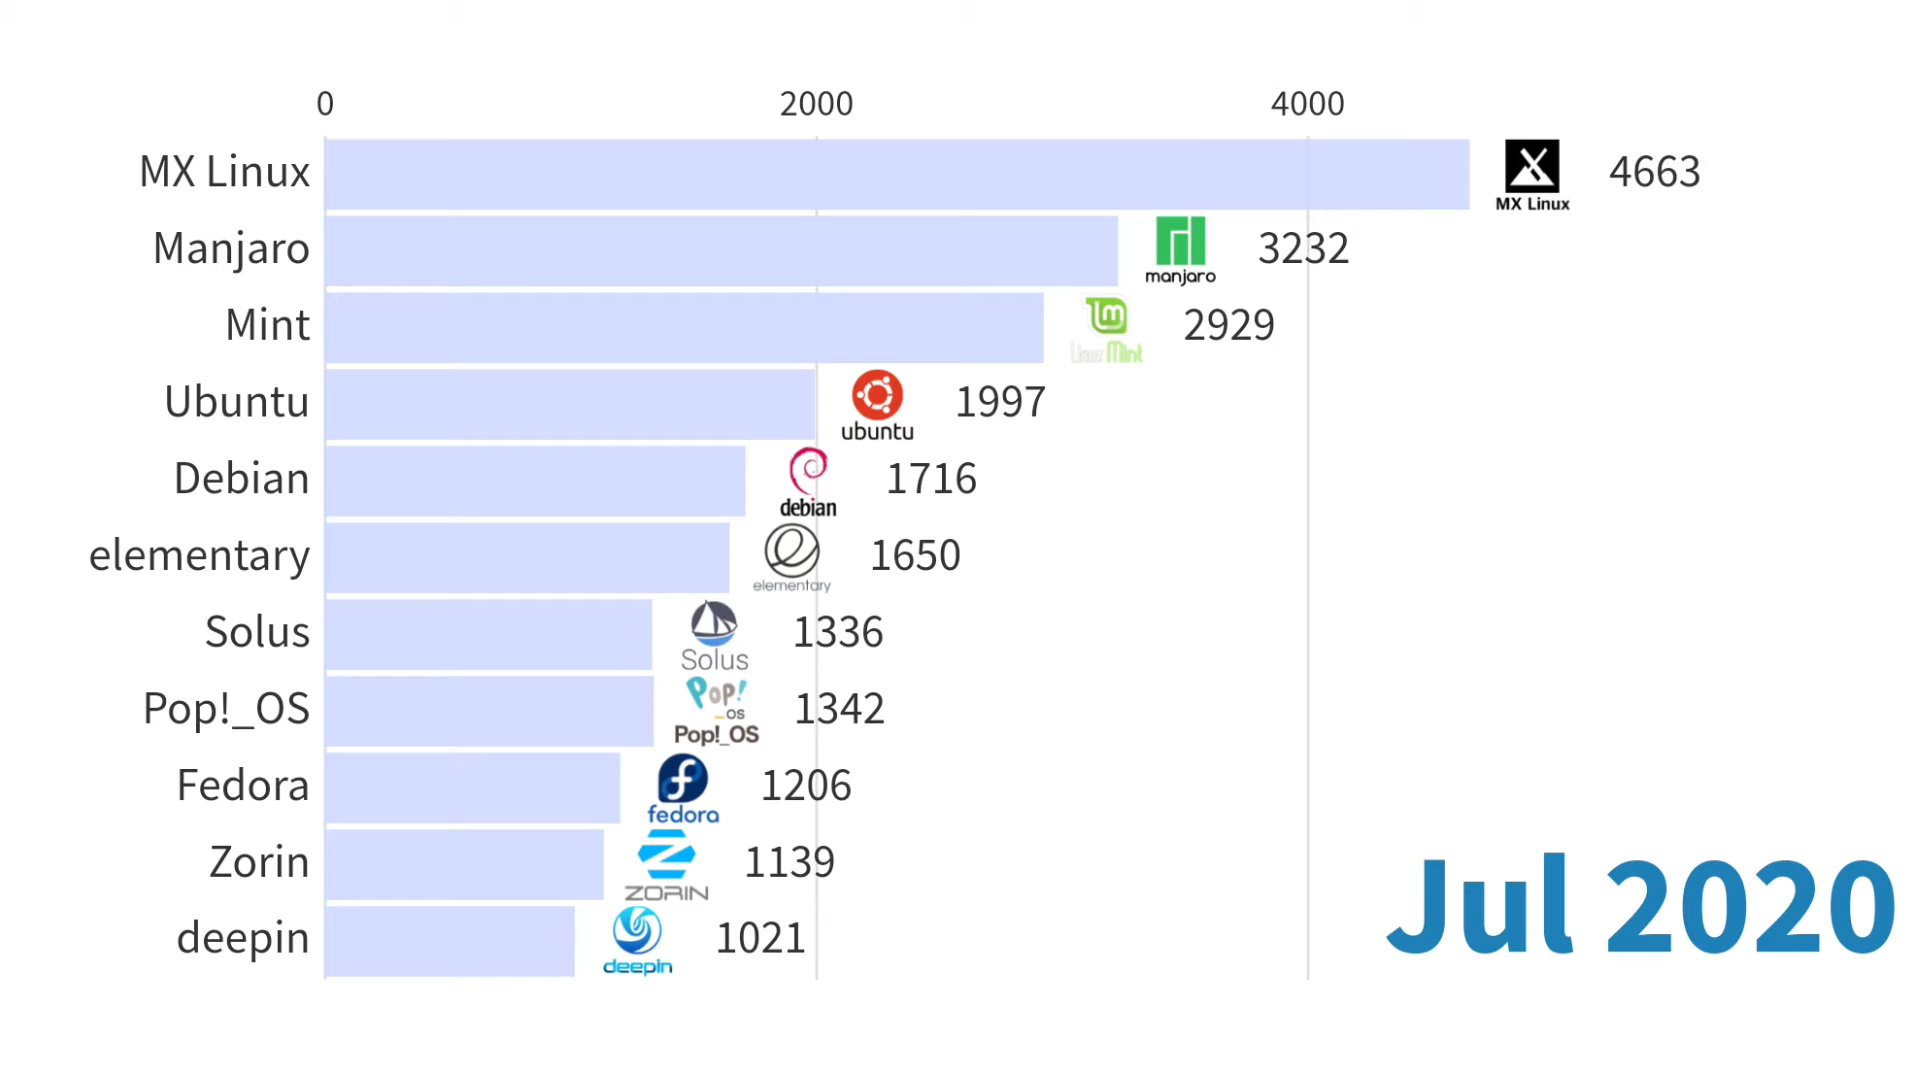 0 2000 4000
MX Linux MX Linux 4663
Manjaro manjaro 3232
Mint Linux Mint 2929
Ubuntu ubuntu 1997
Debian debian 1716
elementary elementary 1650
Solus Solus 1336
Pop!_OS Pop!_OS Pop!_OS 1342
Fedora fedora 1206
Zorin ZORIN 1139
deepin deepin 1021
Jul 2020